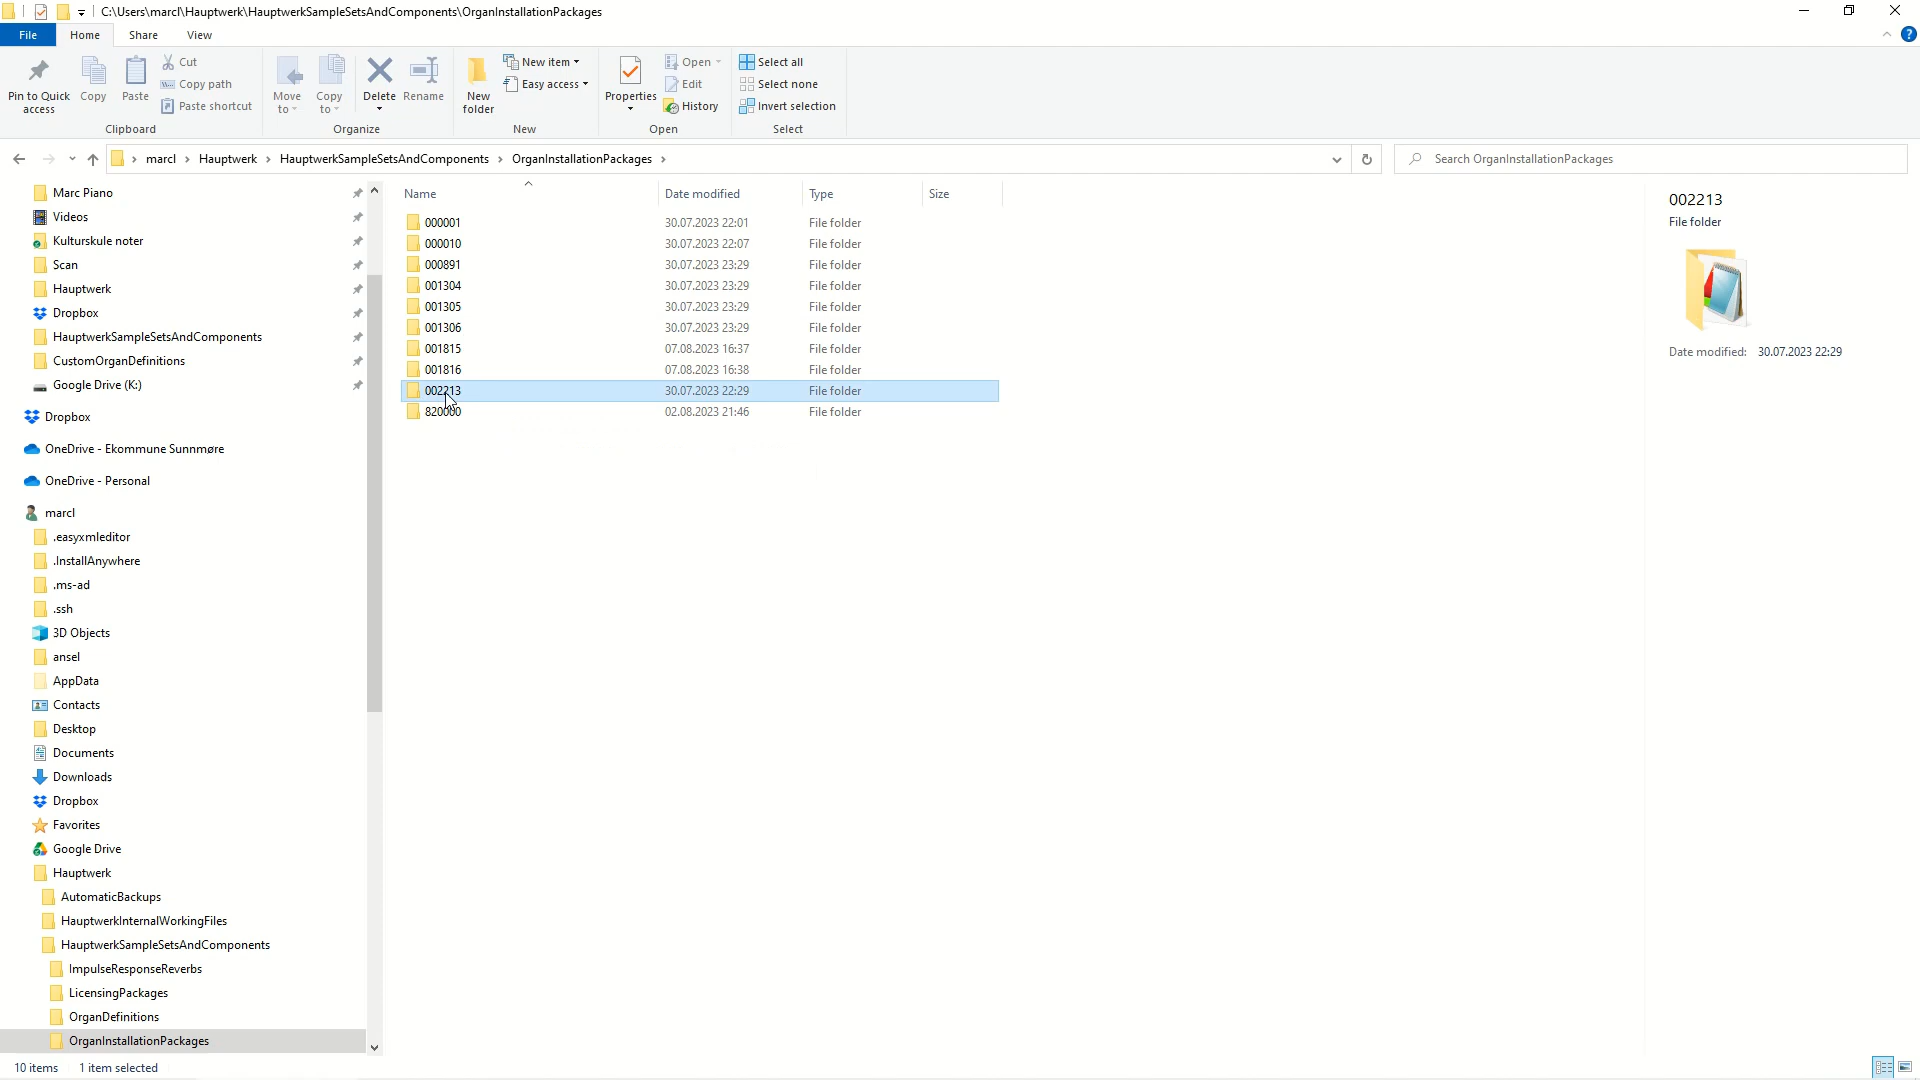 C:\Users\marcl\Hauptwerk\HauptwerkSampleSetsAndComponents\OrganInstallationPackages
File Home Share View
Pin to Quick access
Copy
Paste
Cut
Copy path
Paste shortcut
Clipboard
Move to
Copy to
Delete
Rename
Organize
New folder
New item
Easy access
New
Properties
Open
Edit
History
Open
Select all
Select none
Invert selection
Select
marcl › Hauptwerk › HauptwerkSampleSetsAndComponents › OrganInstallationPackages ›
Search OrganInstallationPackages
Marc Piano
Videos
Kulturskule noter
Scan
Hauptwerk
Dropbox
HauptwerkSampleSetsAndComponents
CustomOrganDefinitions
Google Drive (K:)
Dropbox
OneDrive - Ekommune Sunnmøre
OneDrive - Personal
marcl
.easyxmleditor
.InstallAnywhere
.ms-ad
.ssh
3D Objects
ansel
AppData
Contacts
Desktop
Documents
Downloads
Dropbox
Favorites
Google Drive
Hauptwerk
AutomaticBackups
HauptwerkInternalWorkingFiles
HauptwerkSampleSetsAndComponents
ImpulseResponseReverbs
LicensingPackages
OrganDefinitions
OrganInstallationPackages
Name Date modified Type Size
000001 30.07.2023 22:01 File folder
000010 30.07.2023 22:07 File folder
000891 30.07.2023 23:29 File folder
001304 30.07.2023 23:29 File folder
001305 30.07.2023 23:29 File folder
001306 30.07.2023 23:29 File folder
001815 07.08.2023 16:37 File folder
001816 07.08.2023 16:38 File folder
002213 30.07.2023 22:29 File folder
820000 02.08.2023 21:46 File folder
002213
File folder
Date modified: 30.07.2023 22:29
10 items 1 item selected